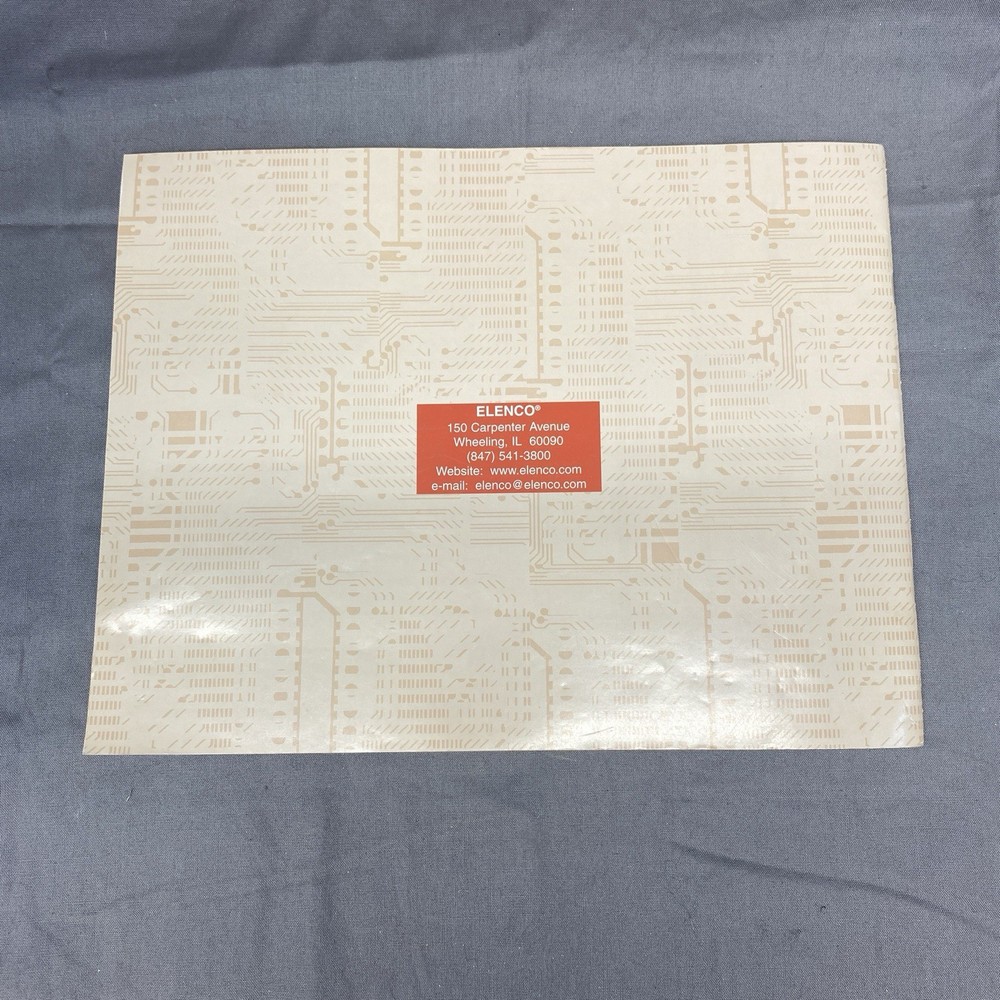 ELENCO®
150 Carpenter Avenue
Wheeling, IL 60090
(847) 541-3800
Website: www.elenco.com
e-mail: elenco@elenco.com